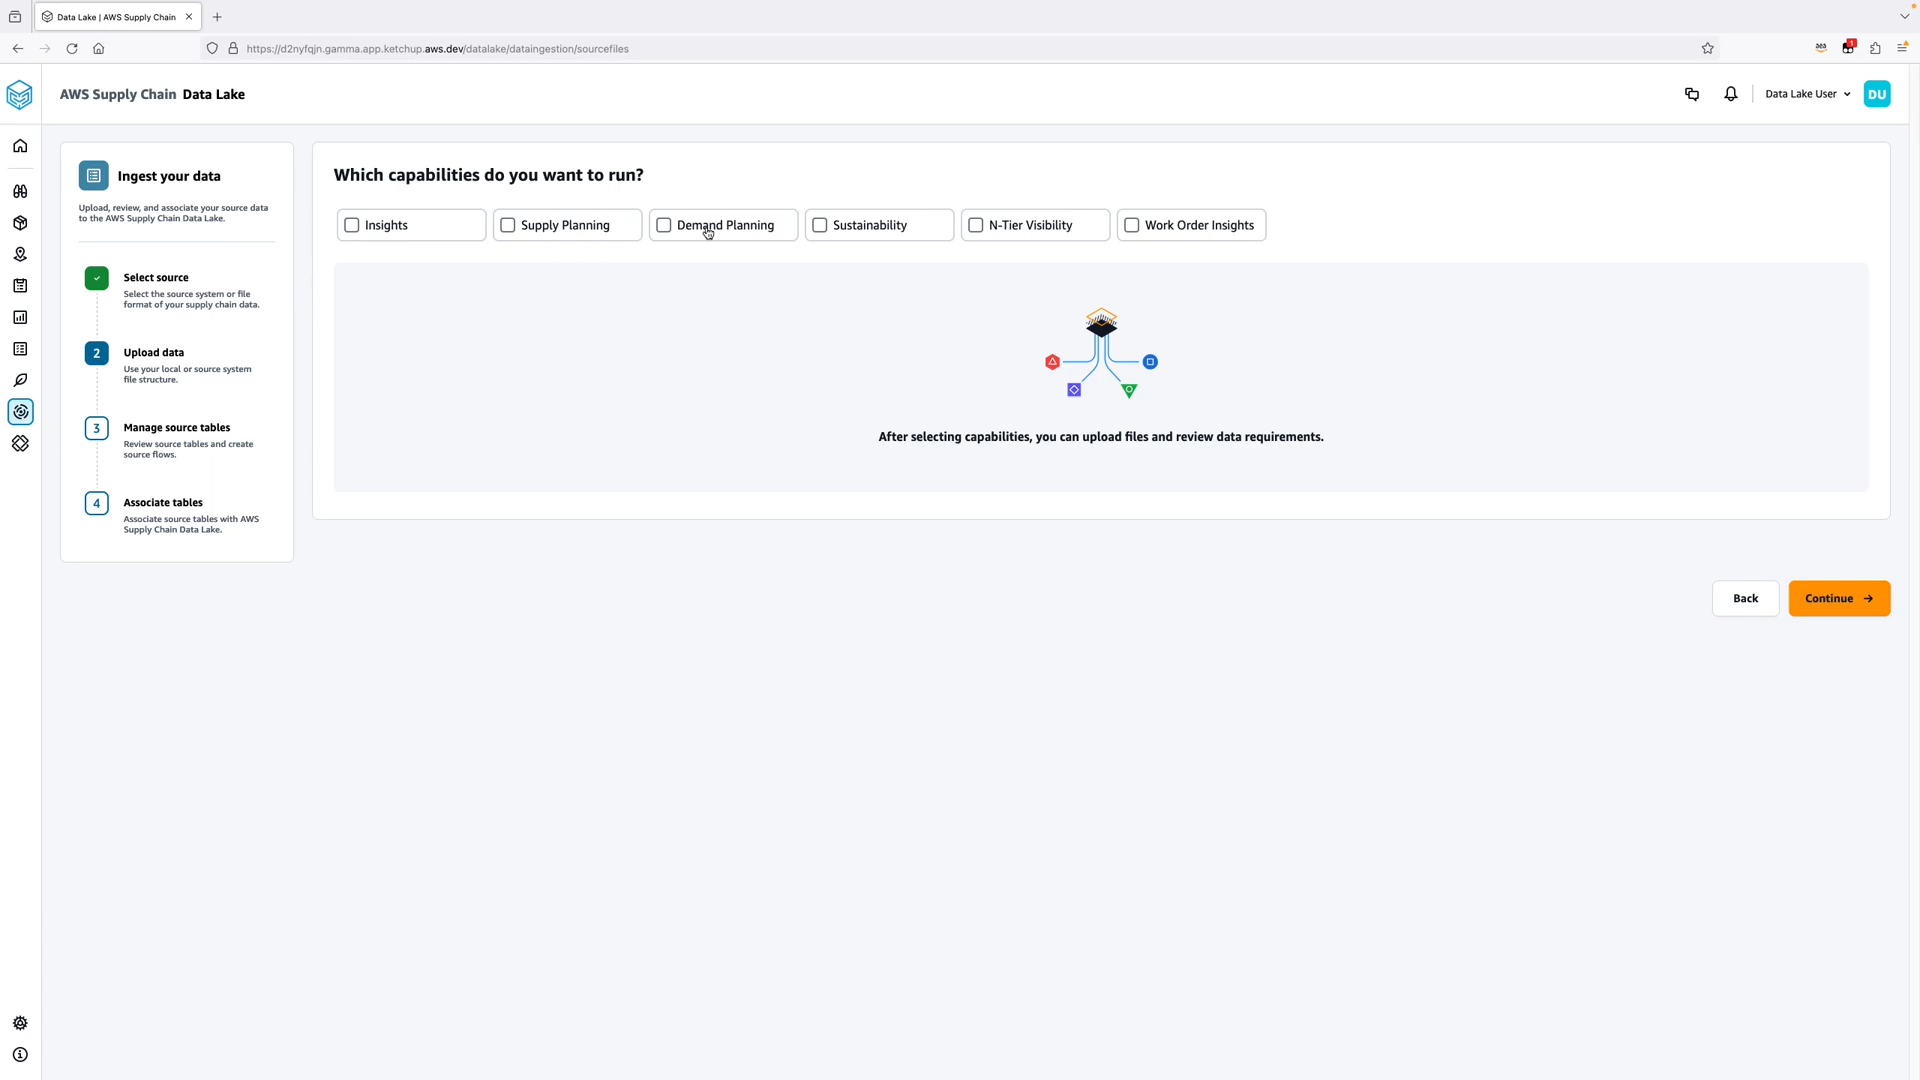 Data Lake | AWS Supply Chain
https://d2nyfqjn.gamma.app.ketchup.aws.dev/datalake/dataingestion/sourcefiles
aea
1
AWS Supply Chain Data Lake
Data Lake User
DU
Ingest your data
Upload, review, and associate your source data
to the AWS Supply Chain Data Lake.
Select source
Select the source system or file
format of your supply chain data.
2
Upload data
Use your local or source system
file structure.
3
Manage source tables
Review source tables and create
source flows.
4
Associate tables
Associate source tables with AWS
Supply Chain Data Lake.
Which capabilities do you want to run?
Insights
Supply Planning
Demand Planning
Sustainability
N-Tier Visibility
Work Order Insights
After selecting capabilities, you can upload files and review data requirements.
Back
Continue